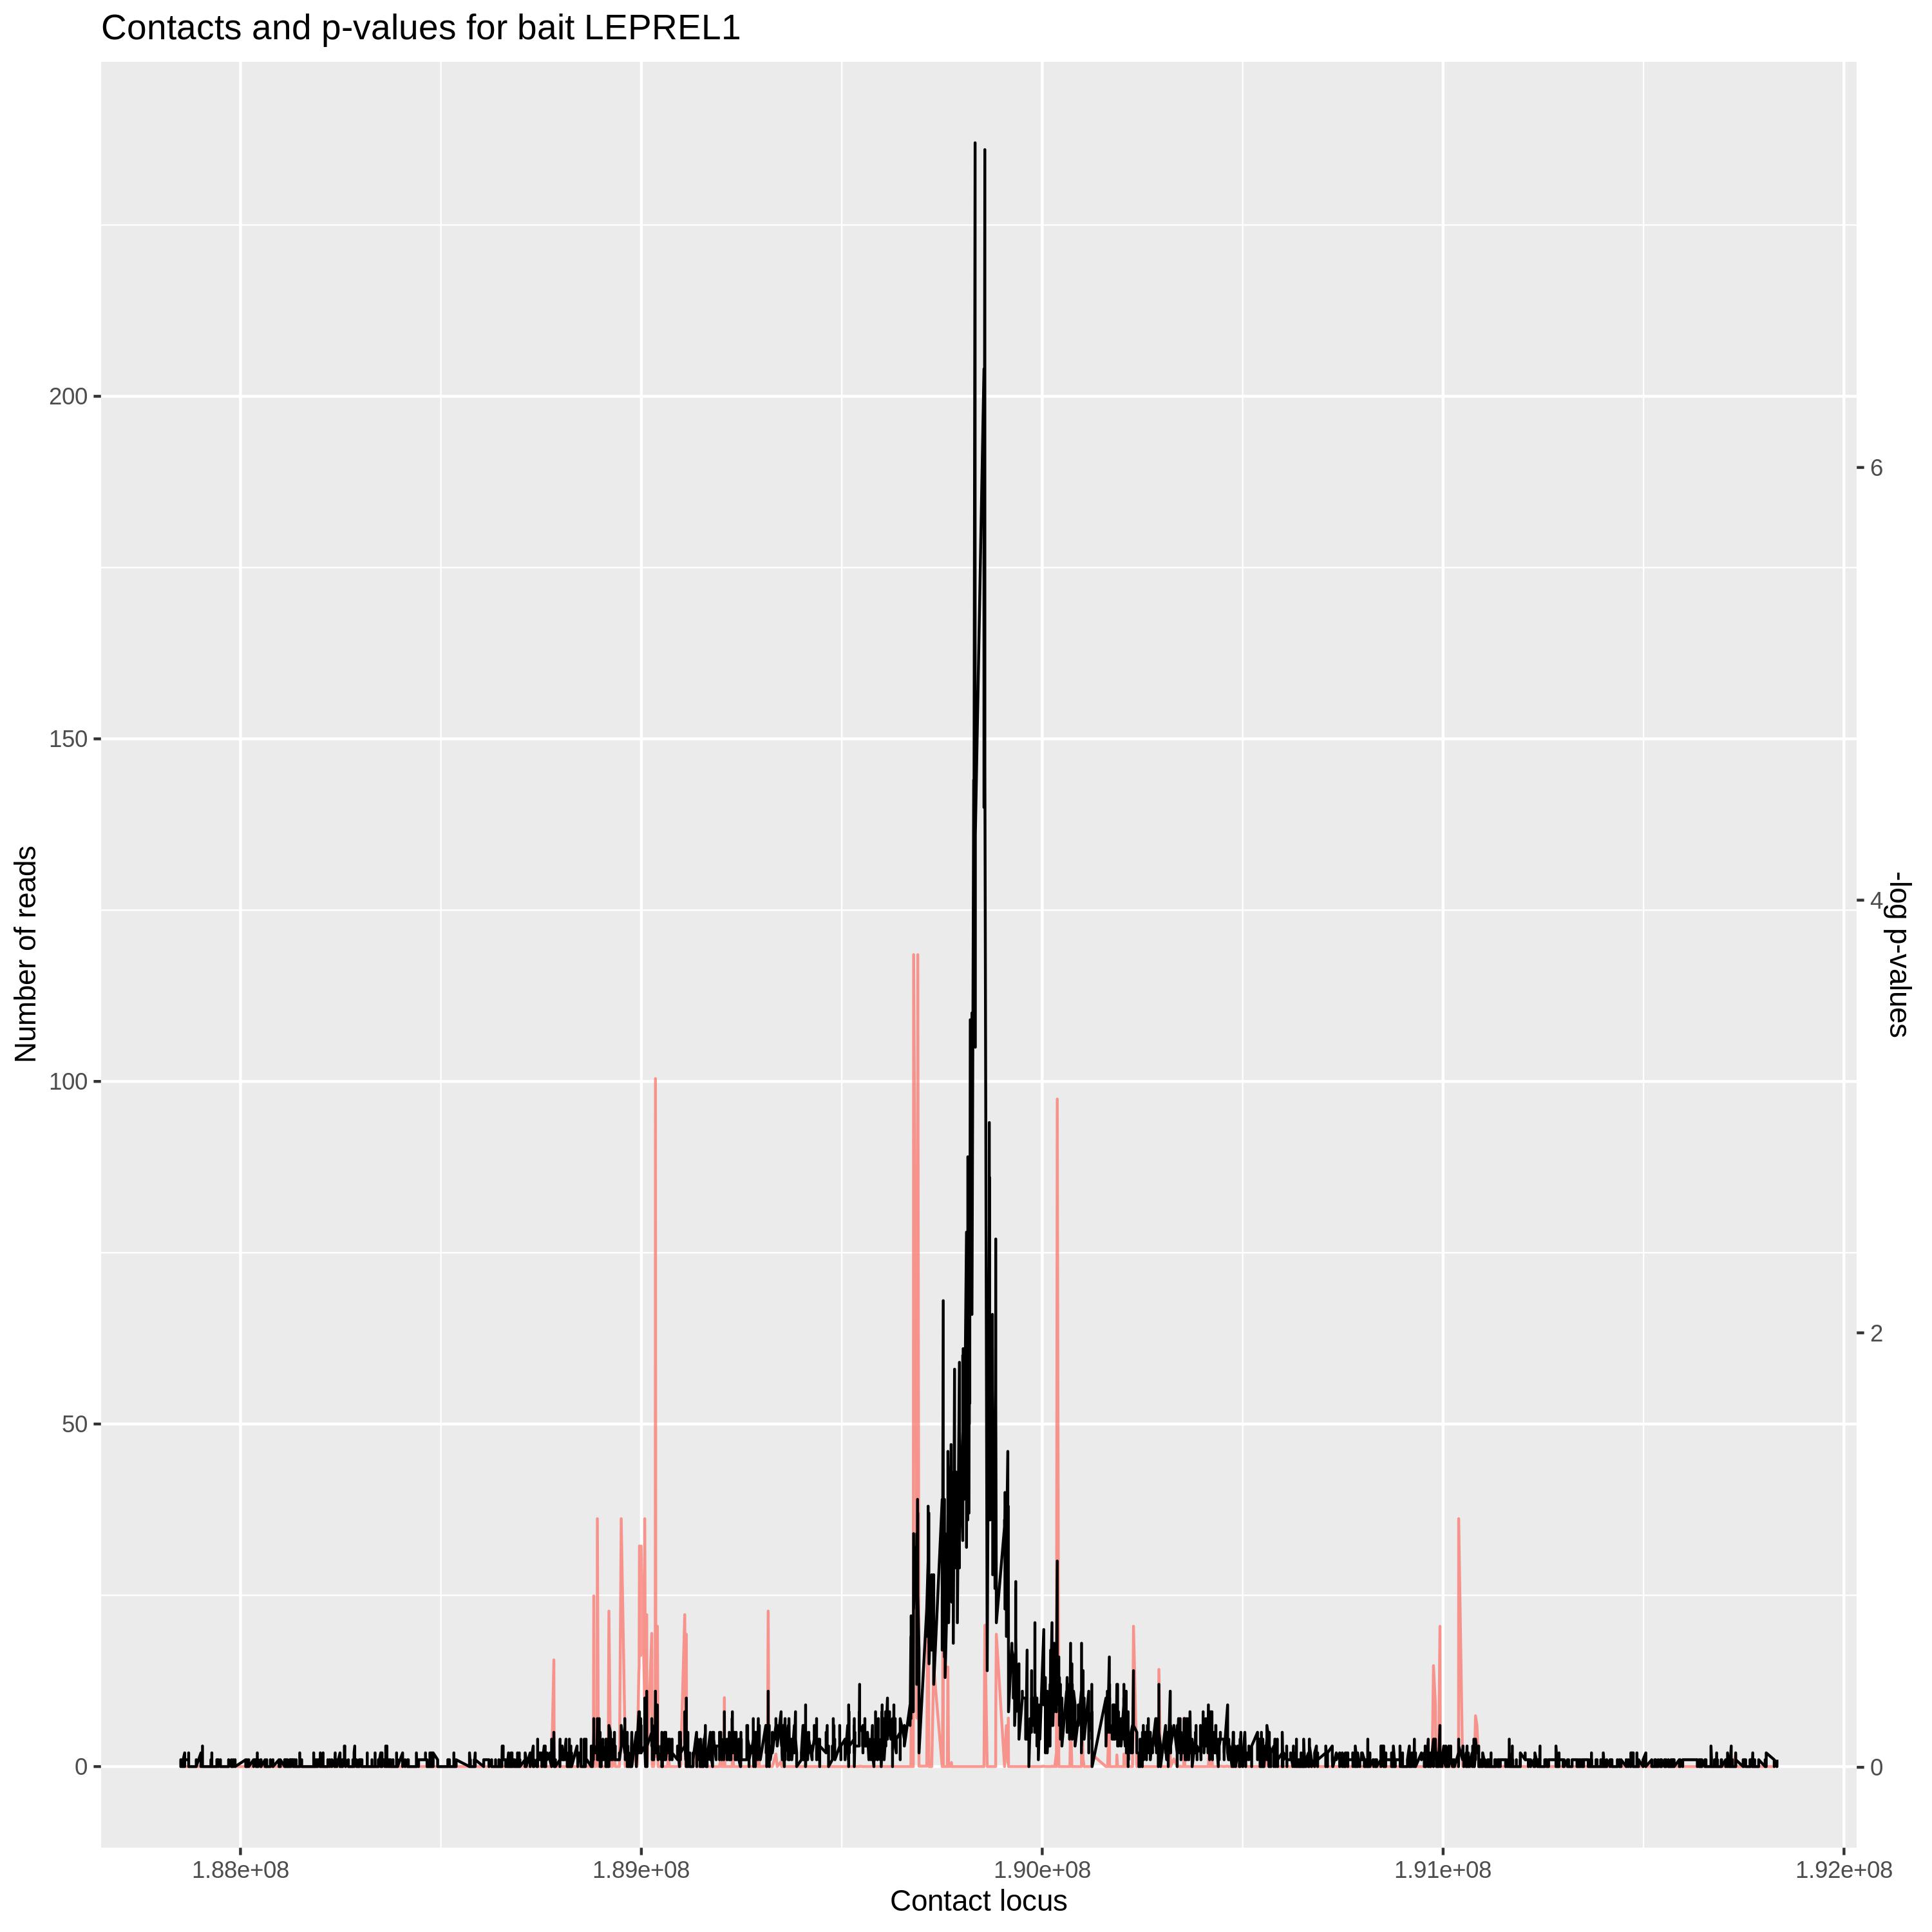 Contacts and p-values for bait LEPREL1
Number of reads
200
150
100
50
0
6
4
2
0
-log p-values
1.88e+08
1.89e+08
1.90e+08
1.91e+08
1.92e+08
Contact locus